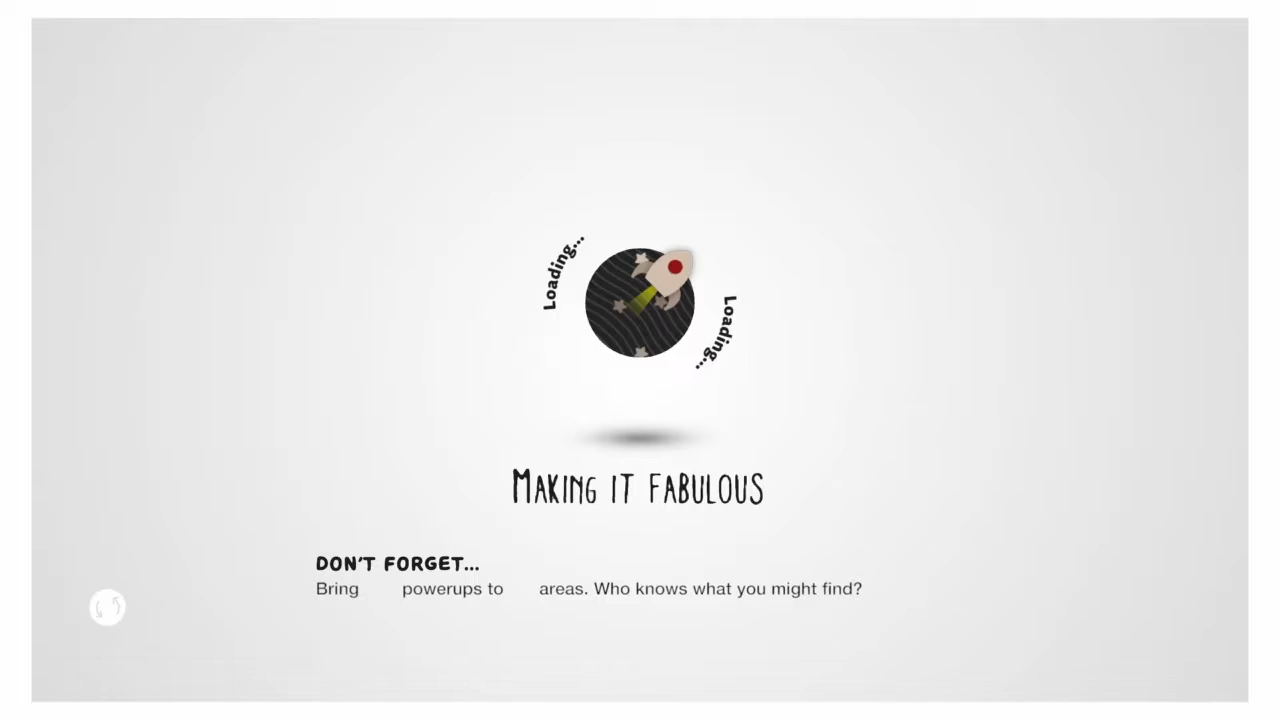 Loading...
Loading...
MAKING IT FABULOUS
DON'T FORGET...
Bring powerups to areas. Who knows what you might find?